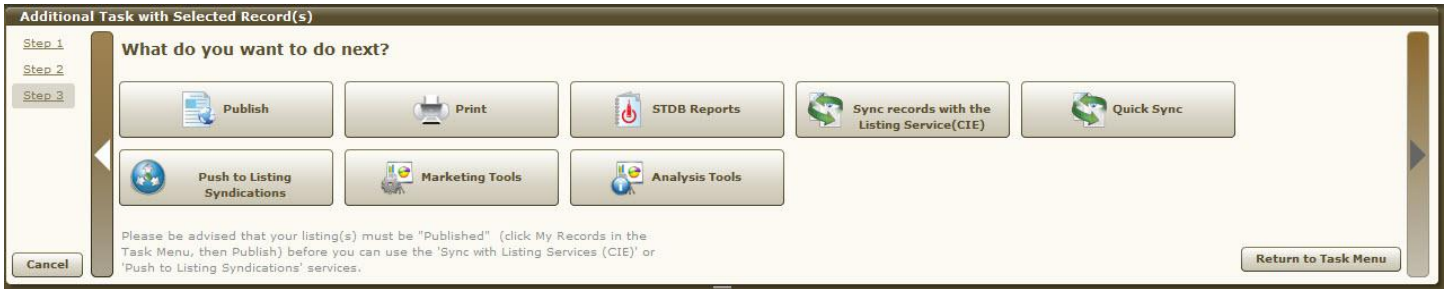 Additional Task with Selected Record(s)
Step 1
Step 2
Step 3
What do you want to do next?
Publish
Print
STDB Reports
Sync records with the
Listing Service(CIE)
Quick Sync
Push to Listing
Syndications
Marketing Tools
Analysis Tools
Please be advised that your listing(s) must be "Published" (click My Records in the
Task Menu, then Publish) before you can use the 'Sync with Listing Services (CIE)' or
'Push to Listing Syndications' services.
Cancel
Return to Task Menu